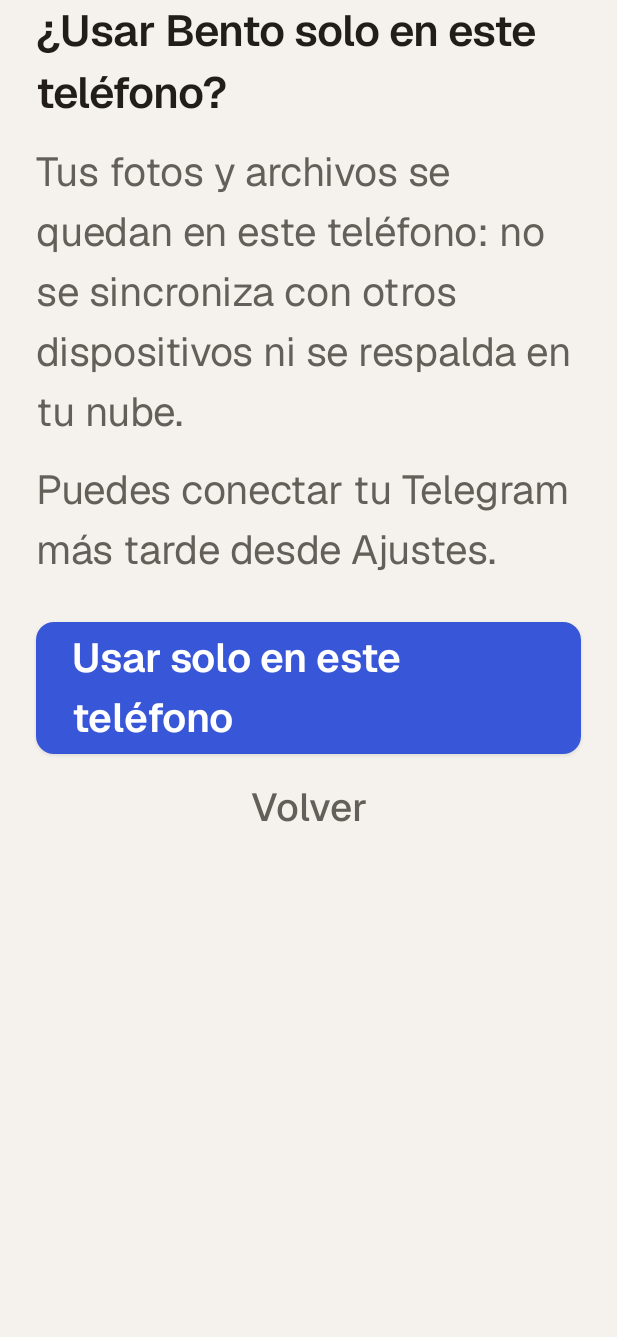 ¿Usar Bento solo en este
teléfono?
Tus fotos y archivos se
quedan en este teléfono: no
se sincroniza con otros
dispositivos ni se respalda en
tu nube.
Puedes conectar tu Telegram
más tarde desde Ajustes.
Usar solo en este
teléfono
Volver